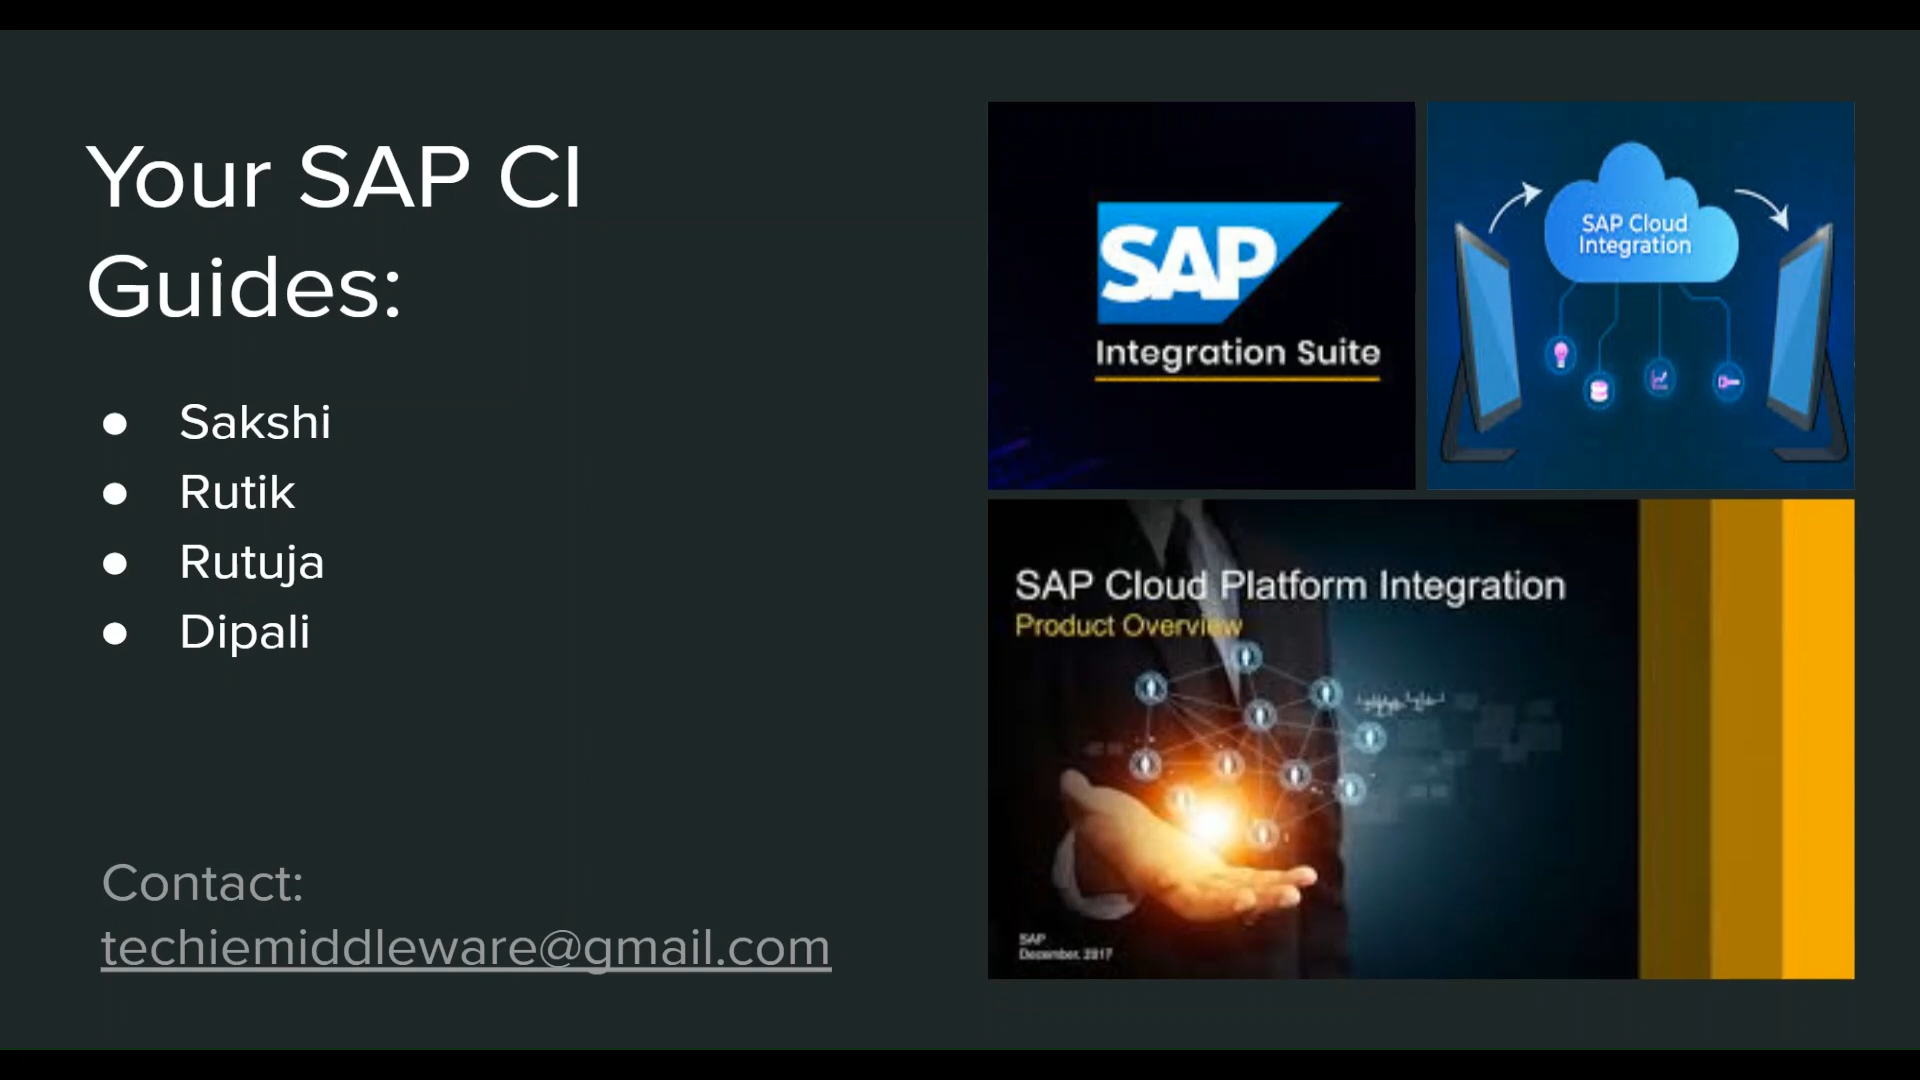 Your SAP CI
Guides:
● Sakshi
● Rutik
● Rutuja
● Dipali
Contact:
techiemiddleware@gmail.com
SAP
Integration Suite
SAP Cloud
Integration
SAP Cloud Platform Integration
Product Overview
SAP
December, 2017